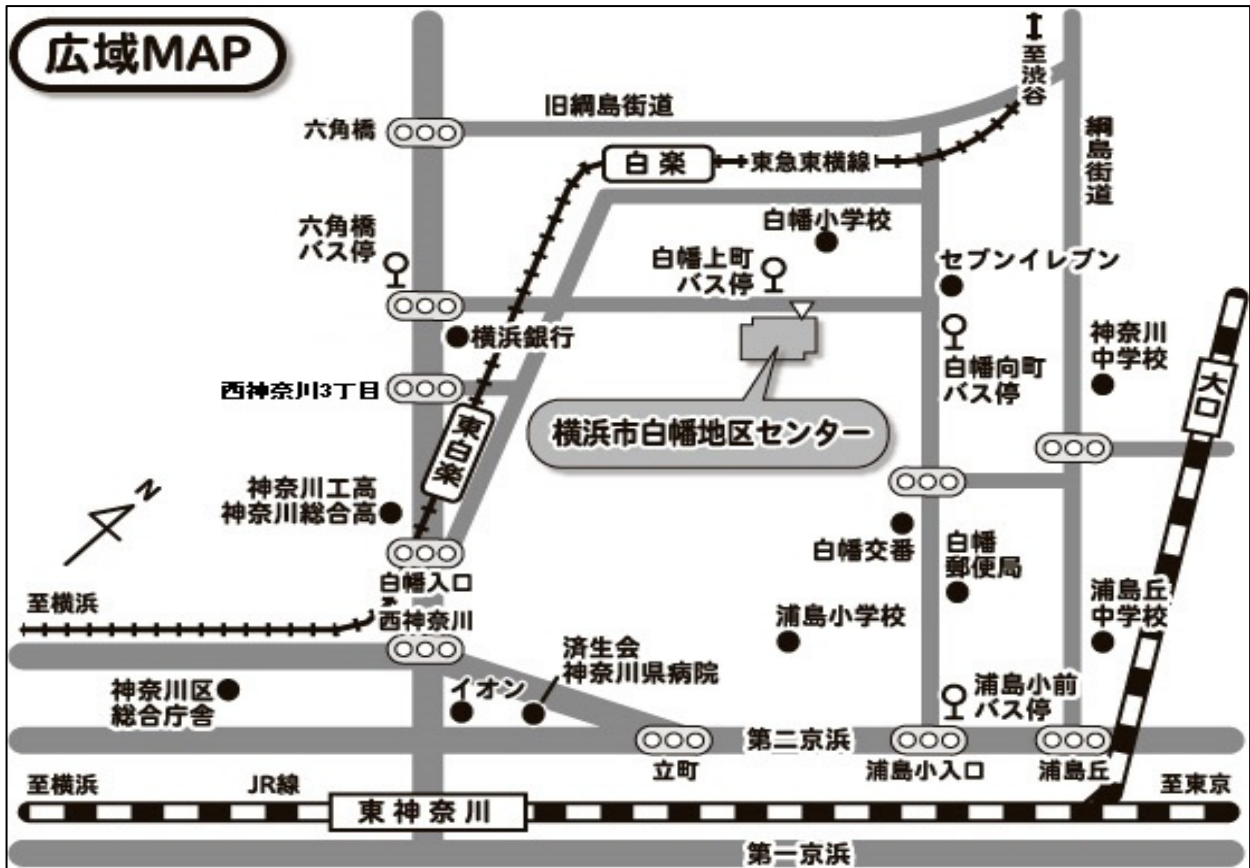 広域MAP
至渋谷
旧綱島街道
六角橋
綱島街道
白楽
東急東横線
白幡小学校
六角橋
バス停
白幡上町
バス停
セブンイレブン
横浜銀行
白幡向町
バス停
神奈川
中学校
西神奈川3丁目
大口
東白楽
横浜市白幡地区センター
神奈川工高
神奈川総合高
N
白幡交番
白幡
郵便局
白幡入口
至横浜
西神奈川
浦島小学校
浦島丘
中学校
済生会
神奈川県病院
神奈川区
総合庁舎
イオン
浦島小前
バス停
第二京浜
立町
浦島小入口
浦島丘
至横浜
JR線
至東京
東神奈川
第一京浜